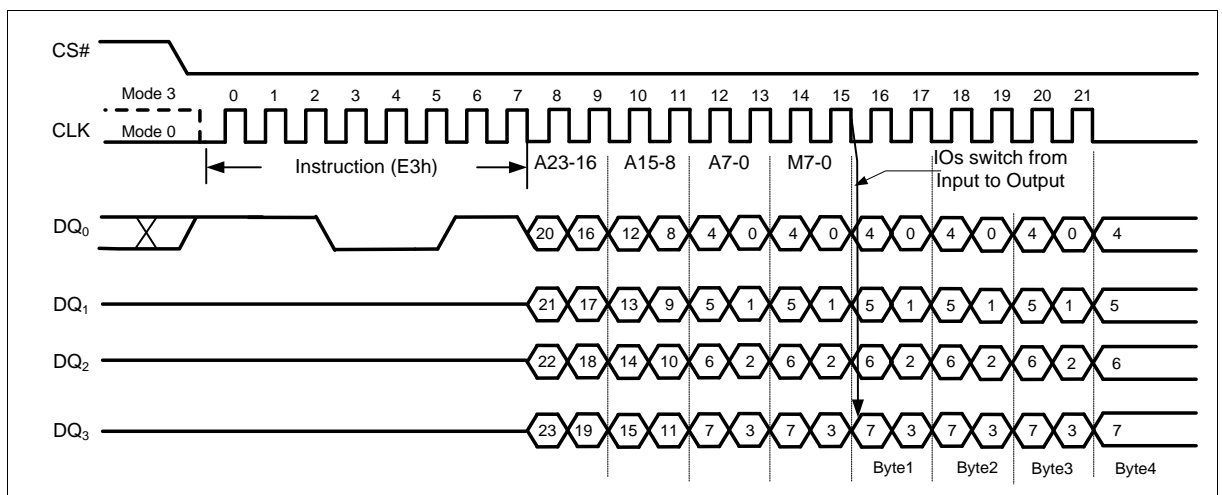 CS#
Mode 3
0 1 2 3 4 5 6 7 8 9 10 11 12 13 14 15 16 17 18 19 20 21
CLK
Mode 0
Instruction (E3h)
A23-16 A15-8 A7-0 M7-0
IOs switch from
Input to Output
DQ0 20 16 12 8 4 0 4 0 4 0 4 0 4 0 4
DQ1 21 17 13 9 5 1 5 1 5 1 5 1 5 1 5
DQ2 22 18 14 10 6 2 6 2 6 2 6 2 6 2 6
DQ3 23 19 15 11 7 3 7 3 7 3 7 3 7 3 7
Byte1 Byte2 Byte3 Byte4